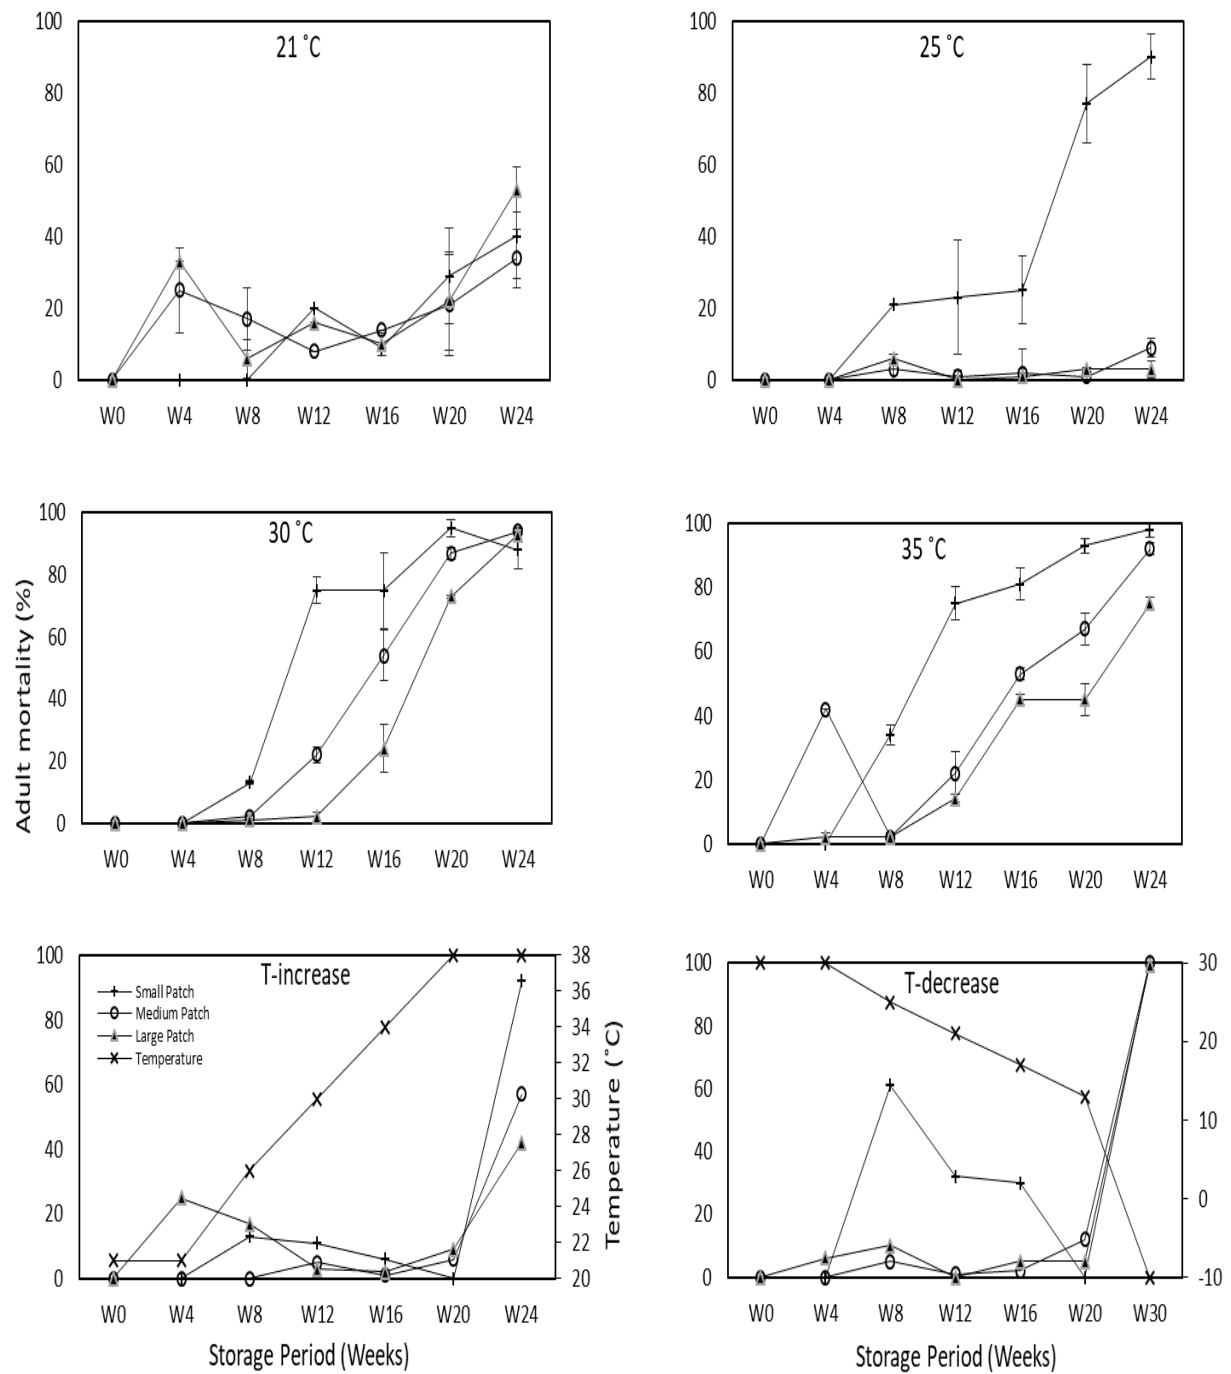 21 ˚C
100
80
60
40
20
0
W0 W4 W8 W12 W16 W20 W24
25 ˚C
100
80
60
40
20
0
W0 W4 W8 W12 W16 W20 W24
Adult mortality (%)
30 ˚C
100
80
60
40
20
0
W0 W4 W8 W12 W16 W20 W24
35 ˚C
100
80
60
40
20
0
W0 W4 W8 W12 W16 W20 W24
T-increase
Small Patch
Medium Patch
Large Patch
Temperature
100
80
60
40
20
0
38
36
34
32
30
28
26
24
22
20
Temperature (˚C)
W0 W4 W8 W12 W16 W20 W24
Storage Period (Weeks)
T-decrease
100
80
60
40
20
0
30
20
10
0
-10
W0 W4 W8 W12 W16 W20 W30
Storage Period (Weeks)